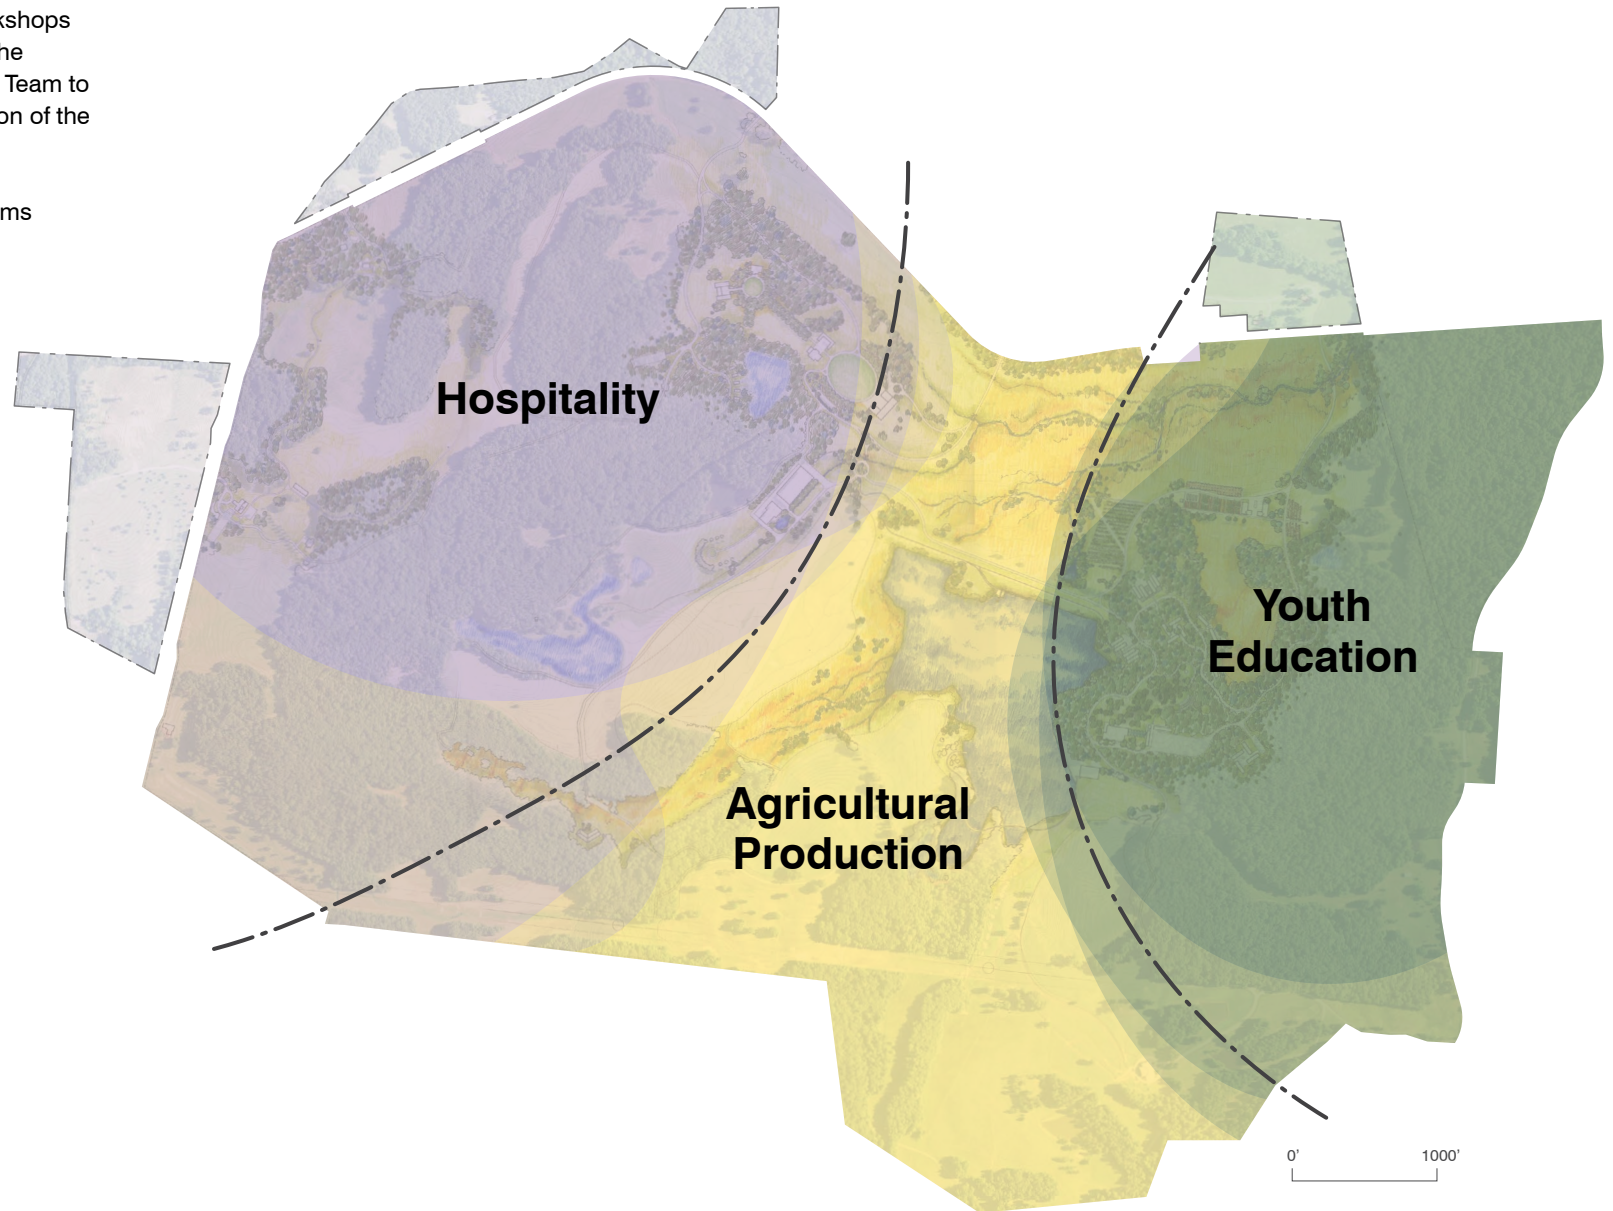 kshops
he
Team to
on of the
ms
Hospitality
Youth
Education
Agricultural
Production
0' 1000'